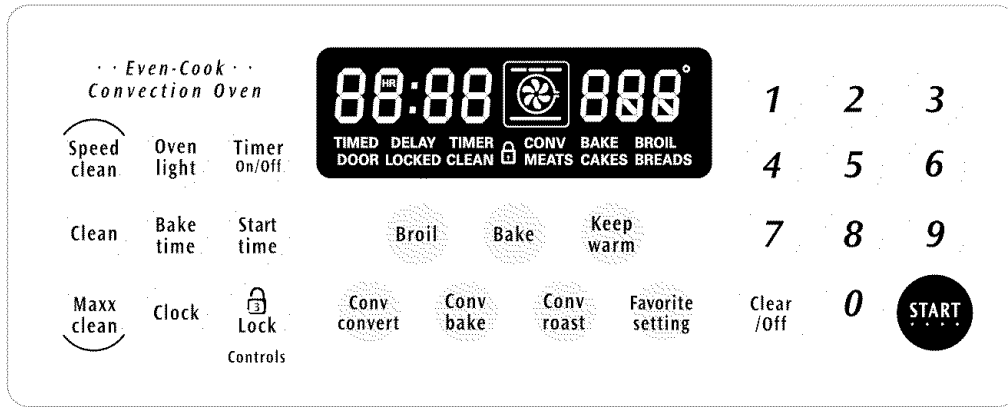 · · Even-Cook · ·
Convection Oven
Speed
clean
Oven
light
Timer
On/Off
Clean
Bake
time
Start
time
Maxx
clean
Clock
3
Lock
Controls
88:88
HR
888°
TIMED DELAY TIMER CONV BAKE BROIL
DOOR LOCKED CLEAN MEATS CAKES BREADS
Broil
Bake
Keep
warm
Conv
convert
Conv
bake
Conv
roast
Favorite
setting
1 2 3
4 5 6
7 8 9
Clear
/Off
0
START